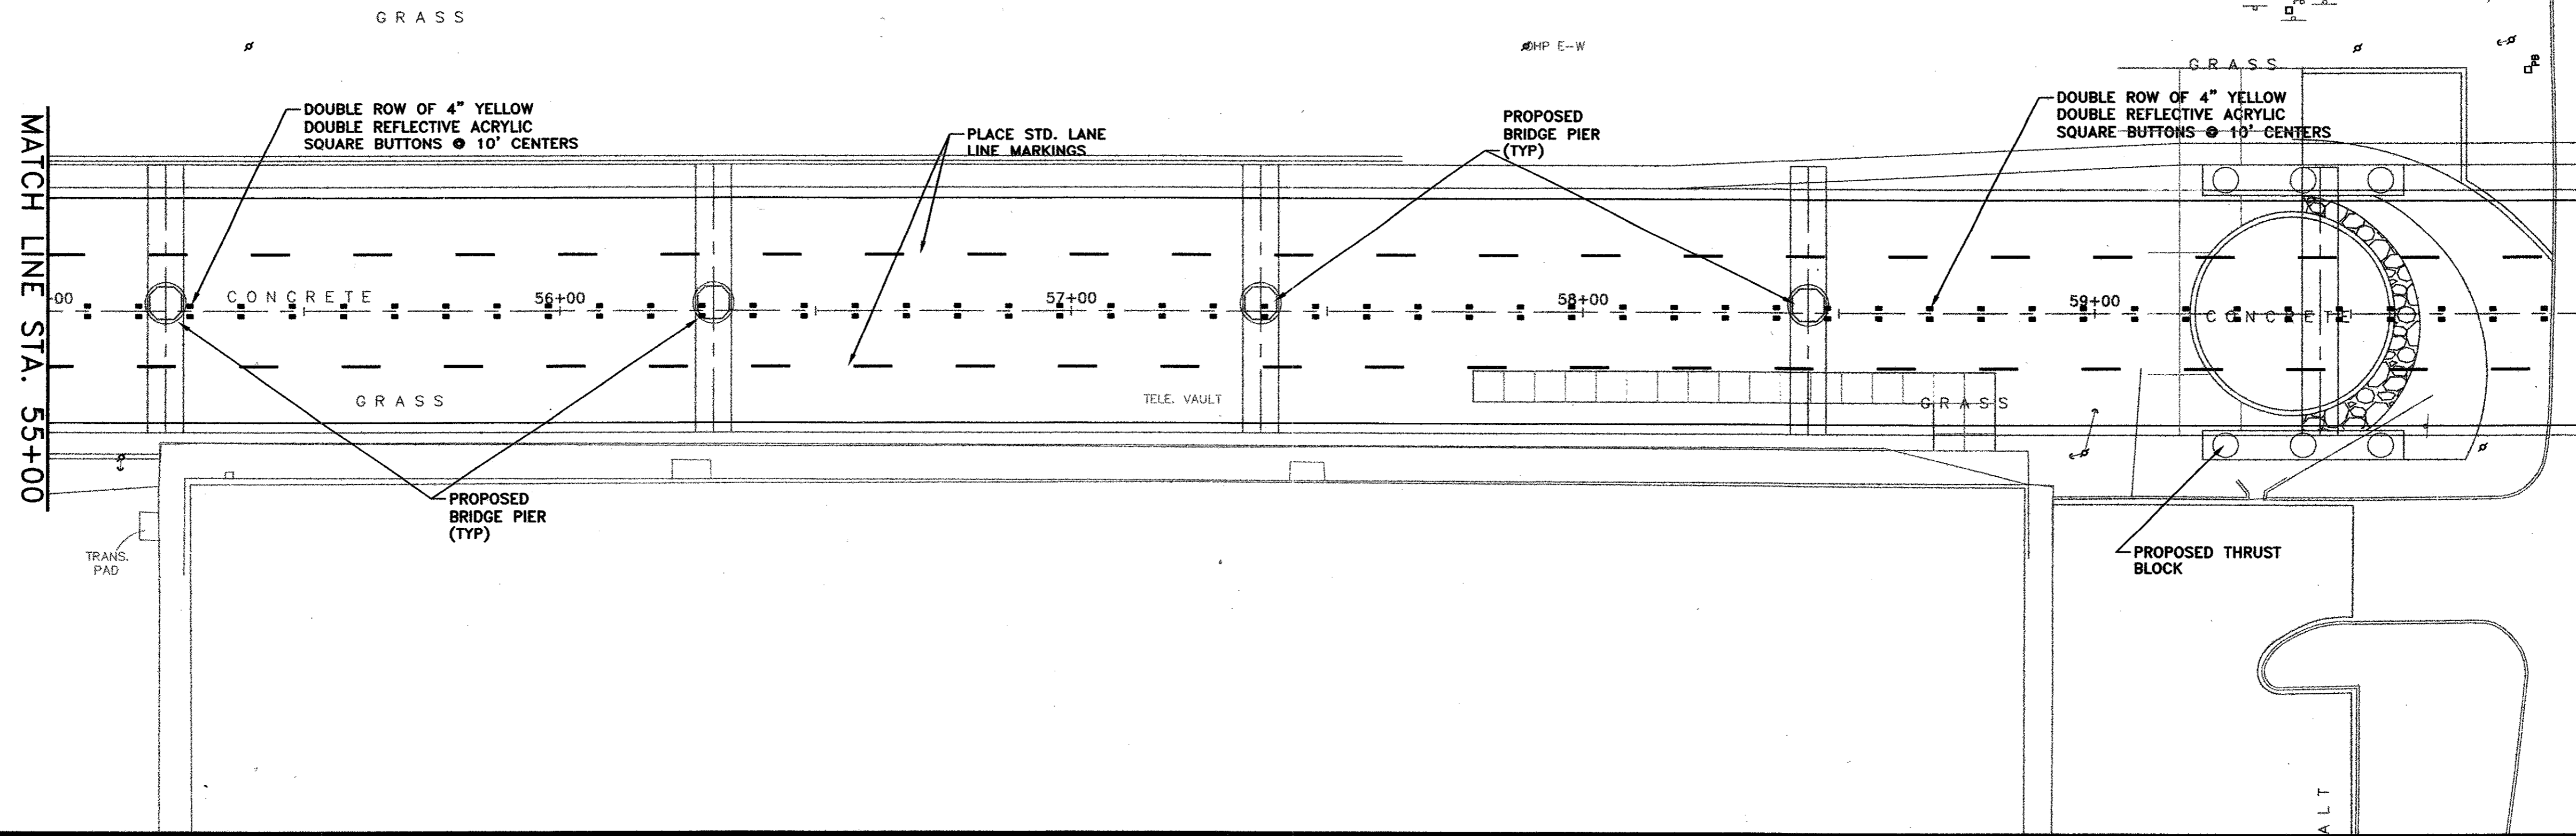 GRASS
OHP E-W
GRASS
PB
DOUBLE ROW OF 4" YELLOW
DOUBLE REFLECTIVE ACRYLIC
SQUARE BUTTONS @ 10' CENTERS
PLACE STD. LANE
LINE MARKINGS
PROPOSED
BRIDGE PIER
(TYP)
DOUBLE ROW OF 4" YELLOW
DOUBLE REFLECTIVE ACRYLIC
SQUARE BUTTONS @ 10' CENTERS
MATCH LINE STA. 55+00
-00
CONCRETE
56+00
57+00
58+00
59+00
CONCRETE
GRASS
TELE. VAULT
GRASS
PROPOSED
BRIDGE PIER
(TYP)
TRANS.
PAD
PROPOSED THRUST
BLOCK
ALT